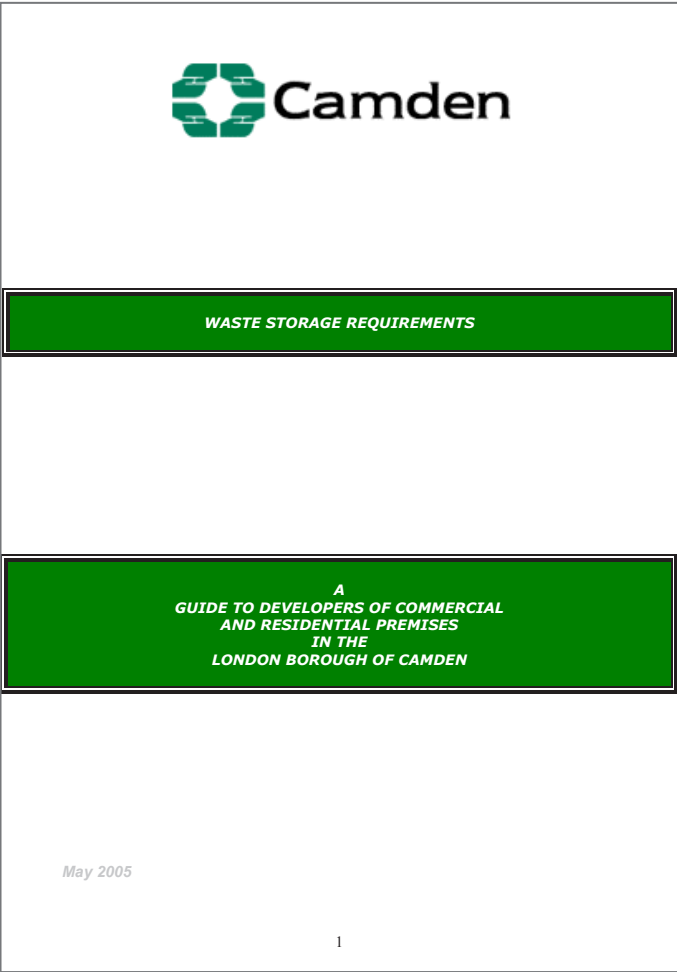 Camden
WASTE STORAGE REQUIREMENTS
A
GUIDE TO DEVELOPERS OF COMMERCIAL
AND RESIDENTIAL PREMISES
IN THE
LONDON BOROUGH OF CAMDEN
May 2005
1